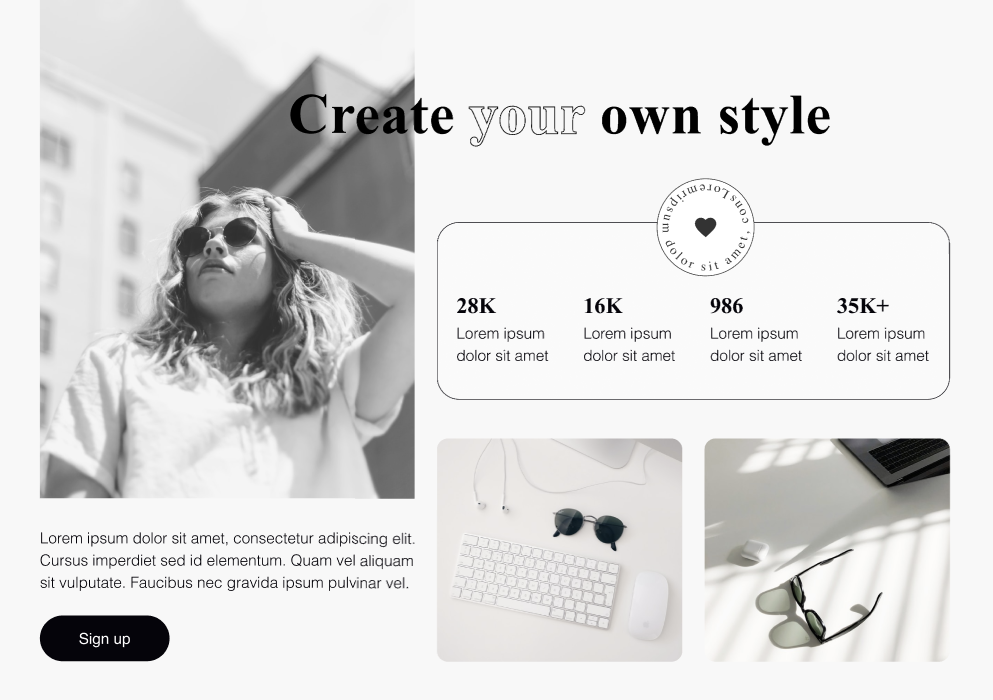 Create your own style
Loremripsum dolor sit amet, cons
28K
Lorem ipsum
dolor sit amet
16K
Lorem ipsum
dolor sit amet
986
Lorem ipsum
dolor sit amet
35K+
Lorem ipsum
dolor sit amet
Lorem ipsum dolor sit amet, consectetur adipiscing elit.
Cursus imperdiet sed id elementum. Quam vel aliquam
sit vulputate. Faucibus nec gravida ipsum pulvinar vel.
Sign up